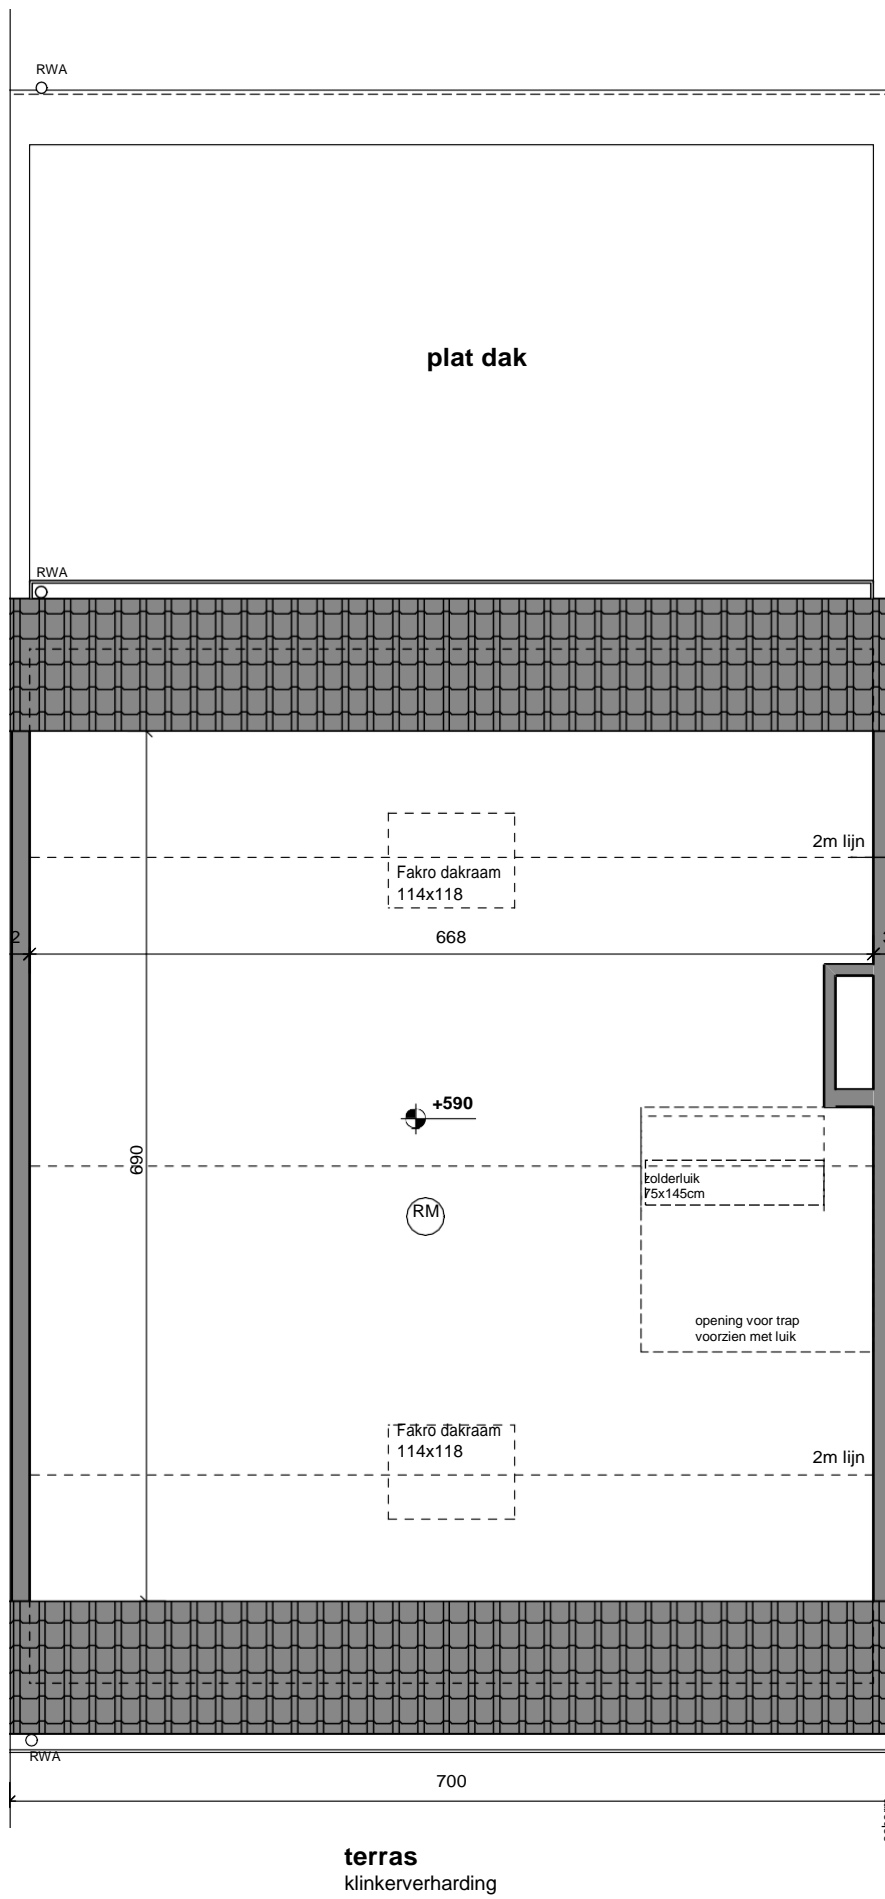 RWA
plat dak
RWA
2m lijn
Fakro dakraam
114x118
2
668
+590
690
zolderluik
75x145cm
RM
opening voor trap
voorzien met luik
Fakro dakraam
114x118
2m lijn
RWA
700
terras
klinkerverharding